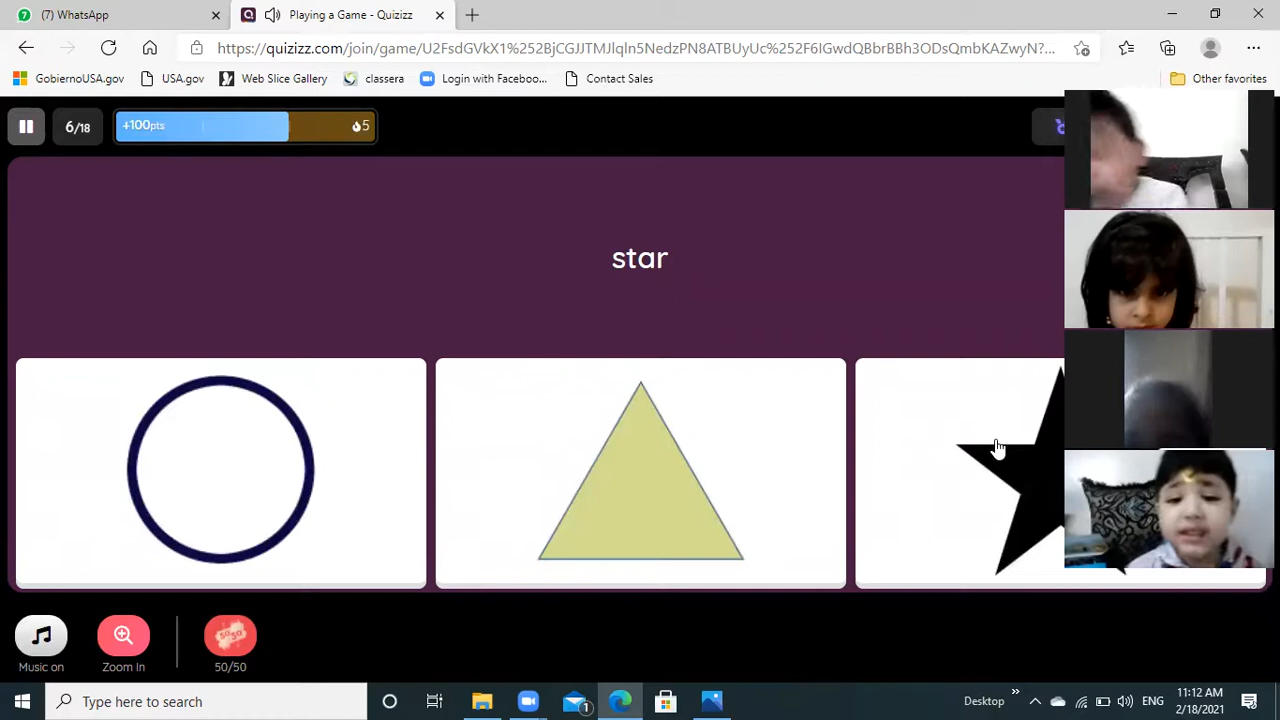 (7) WhatsApp
Playing a Game - Quizizz
https://quizizz.com/join/game/U2FsdGVkX1%252BjCGJJTMJlqln5NedzPN8ATBUyUc%252F6IGwdQBbrBBh3ODsQmbKAZwyN?...
GobiernoUSA.gov
USA.gov
Web Slice Gallery
classera
Login with Faceboo...
Contact Sales
Other favorites
6/18
+100pts
5
star
Music on
Zoom In
50/50
Type here to search
1
Desktop
ENG
11:12 AM
2/18/2021